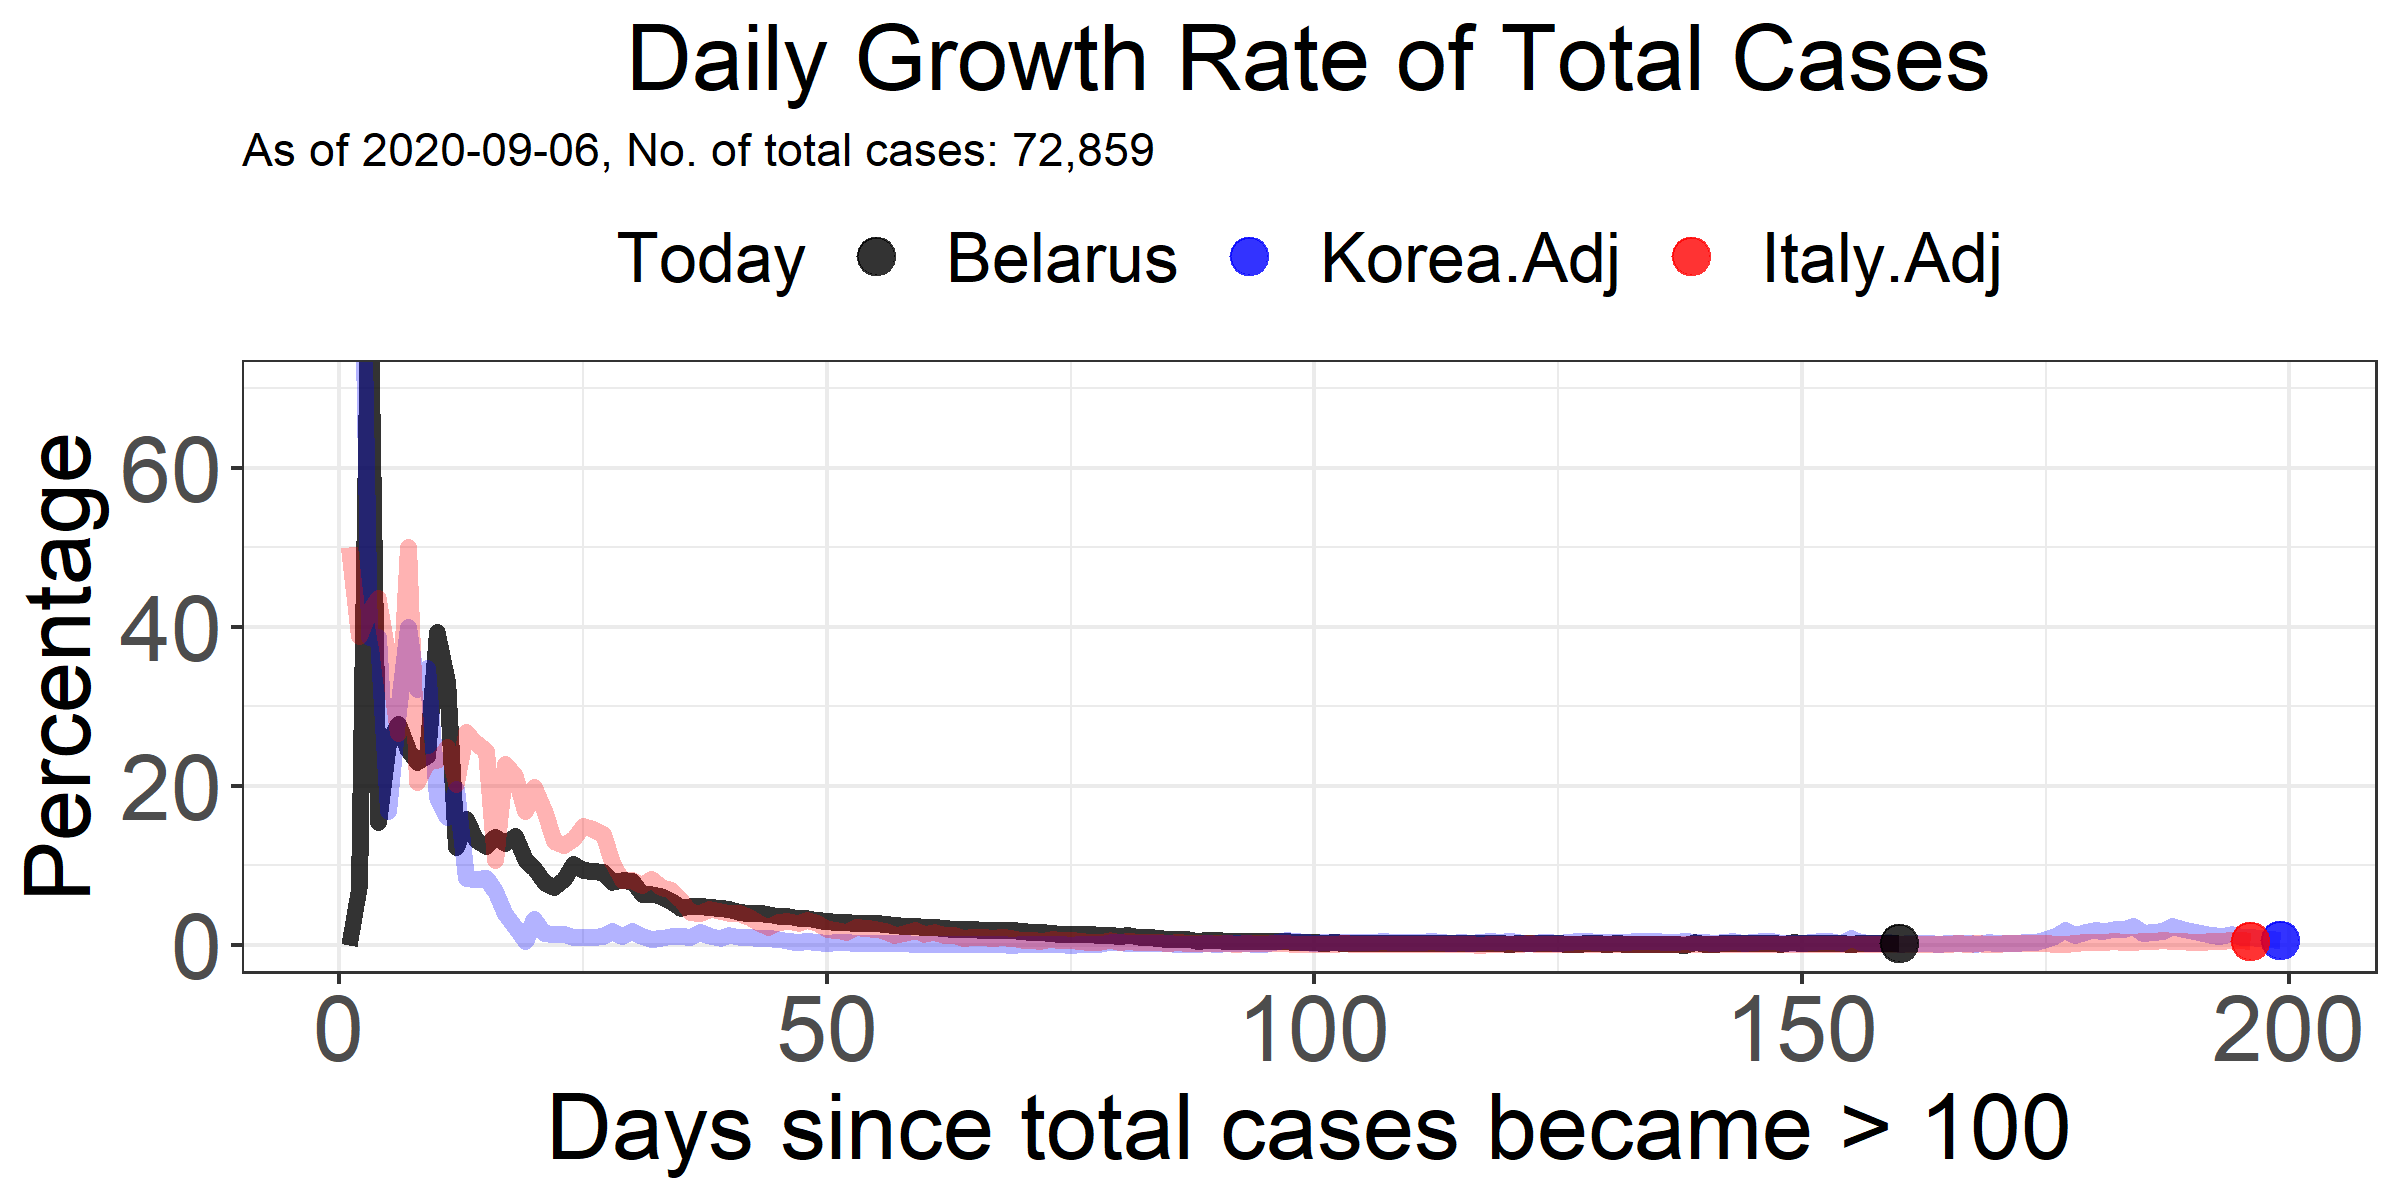 Daily Growth Rate of Total Cases
As of 2020-09-06, No. of total cases: 72,859
Today Belarus Korea.Adj Italy.Adj
Percentage
60
40
20
0
0 50 100 150 200
Days since total cases became > 100